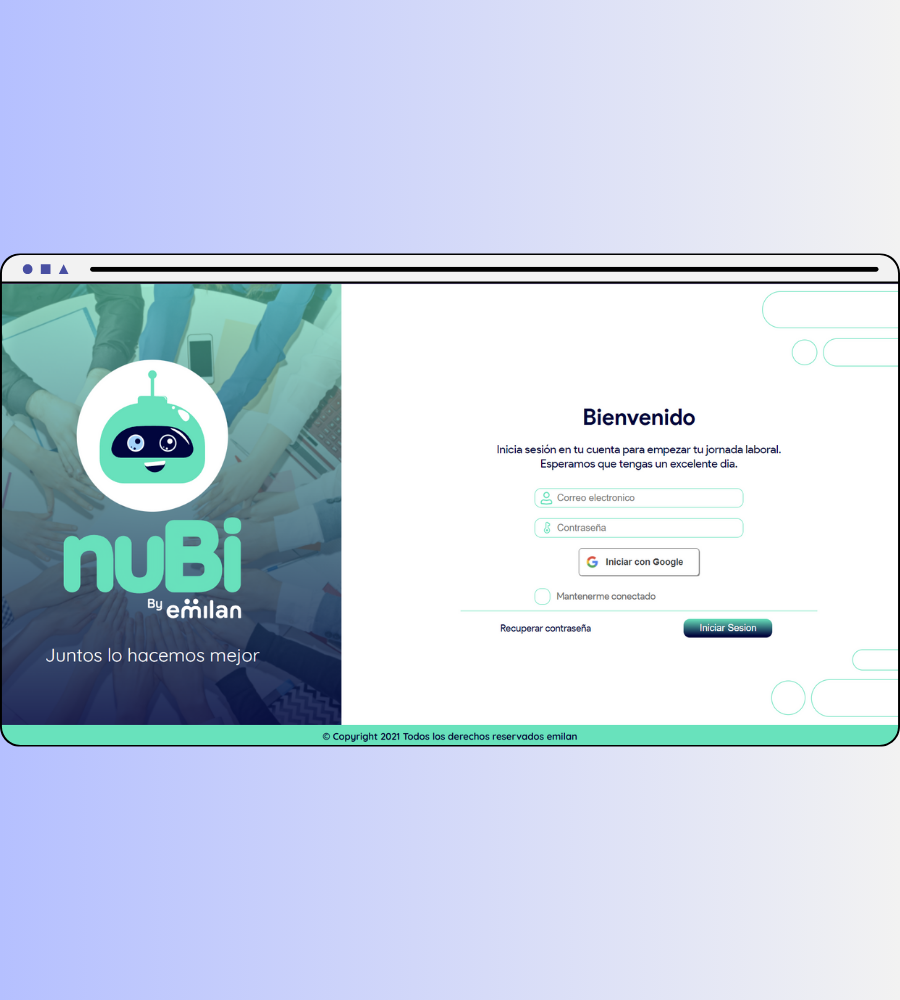 nuBi
By emilan
Juntos lo hacemos mejor
Bienvenido
Inicia sesión en tu cuenta para empezar tu jornada laboral.
Esperamos que tengas un excelente día.
Correo electronico
Contraseña
Iniciar con Google
Mantenerme conectado
Recuperar contraseña
Iniciar Sesion
© Copyright 2021 Todos los derechos reservados emilan